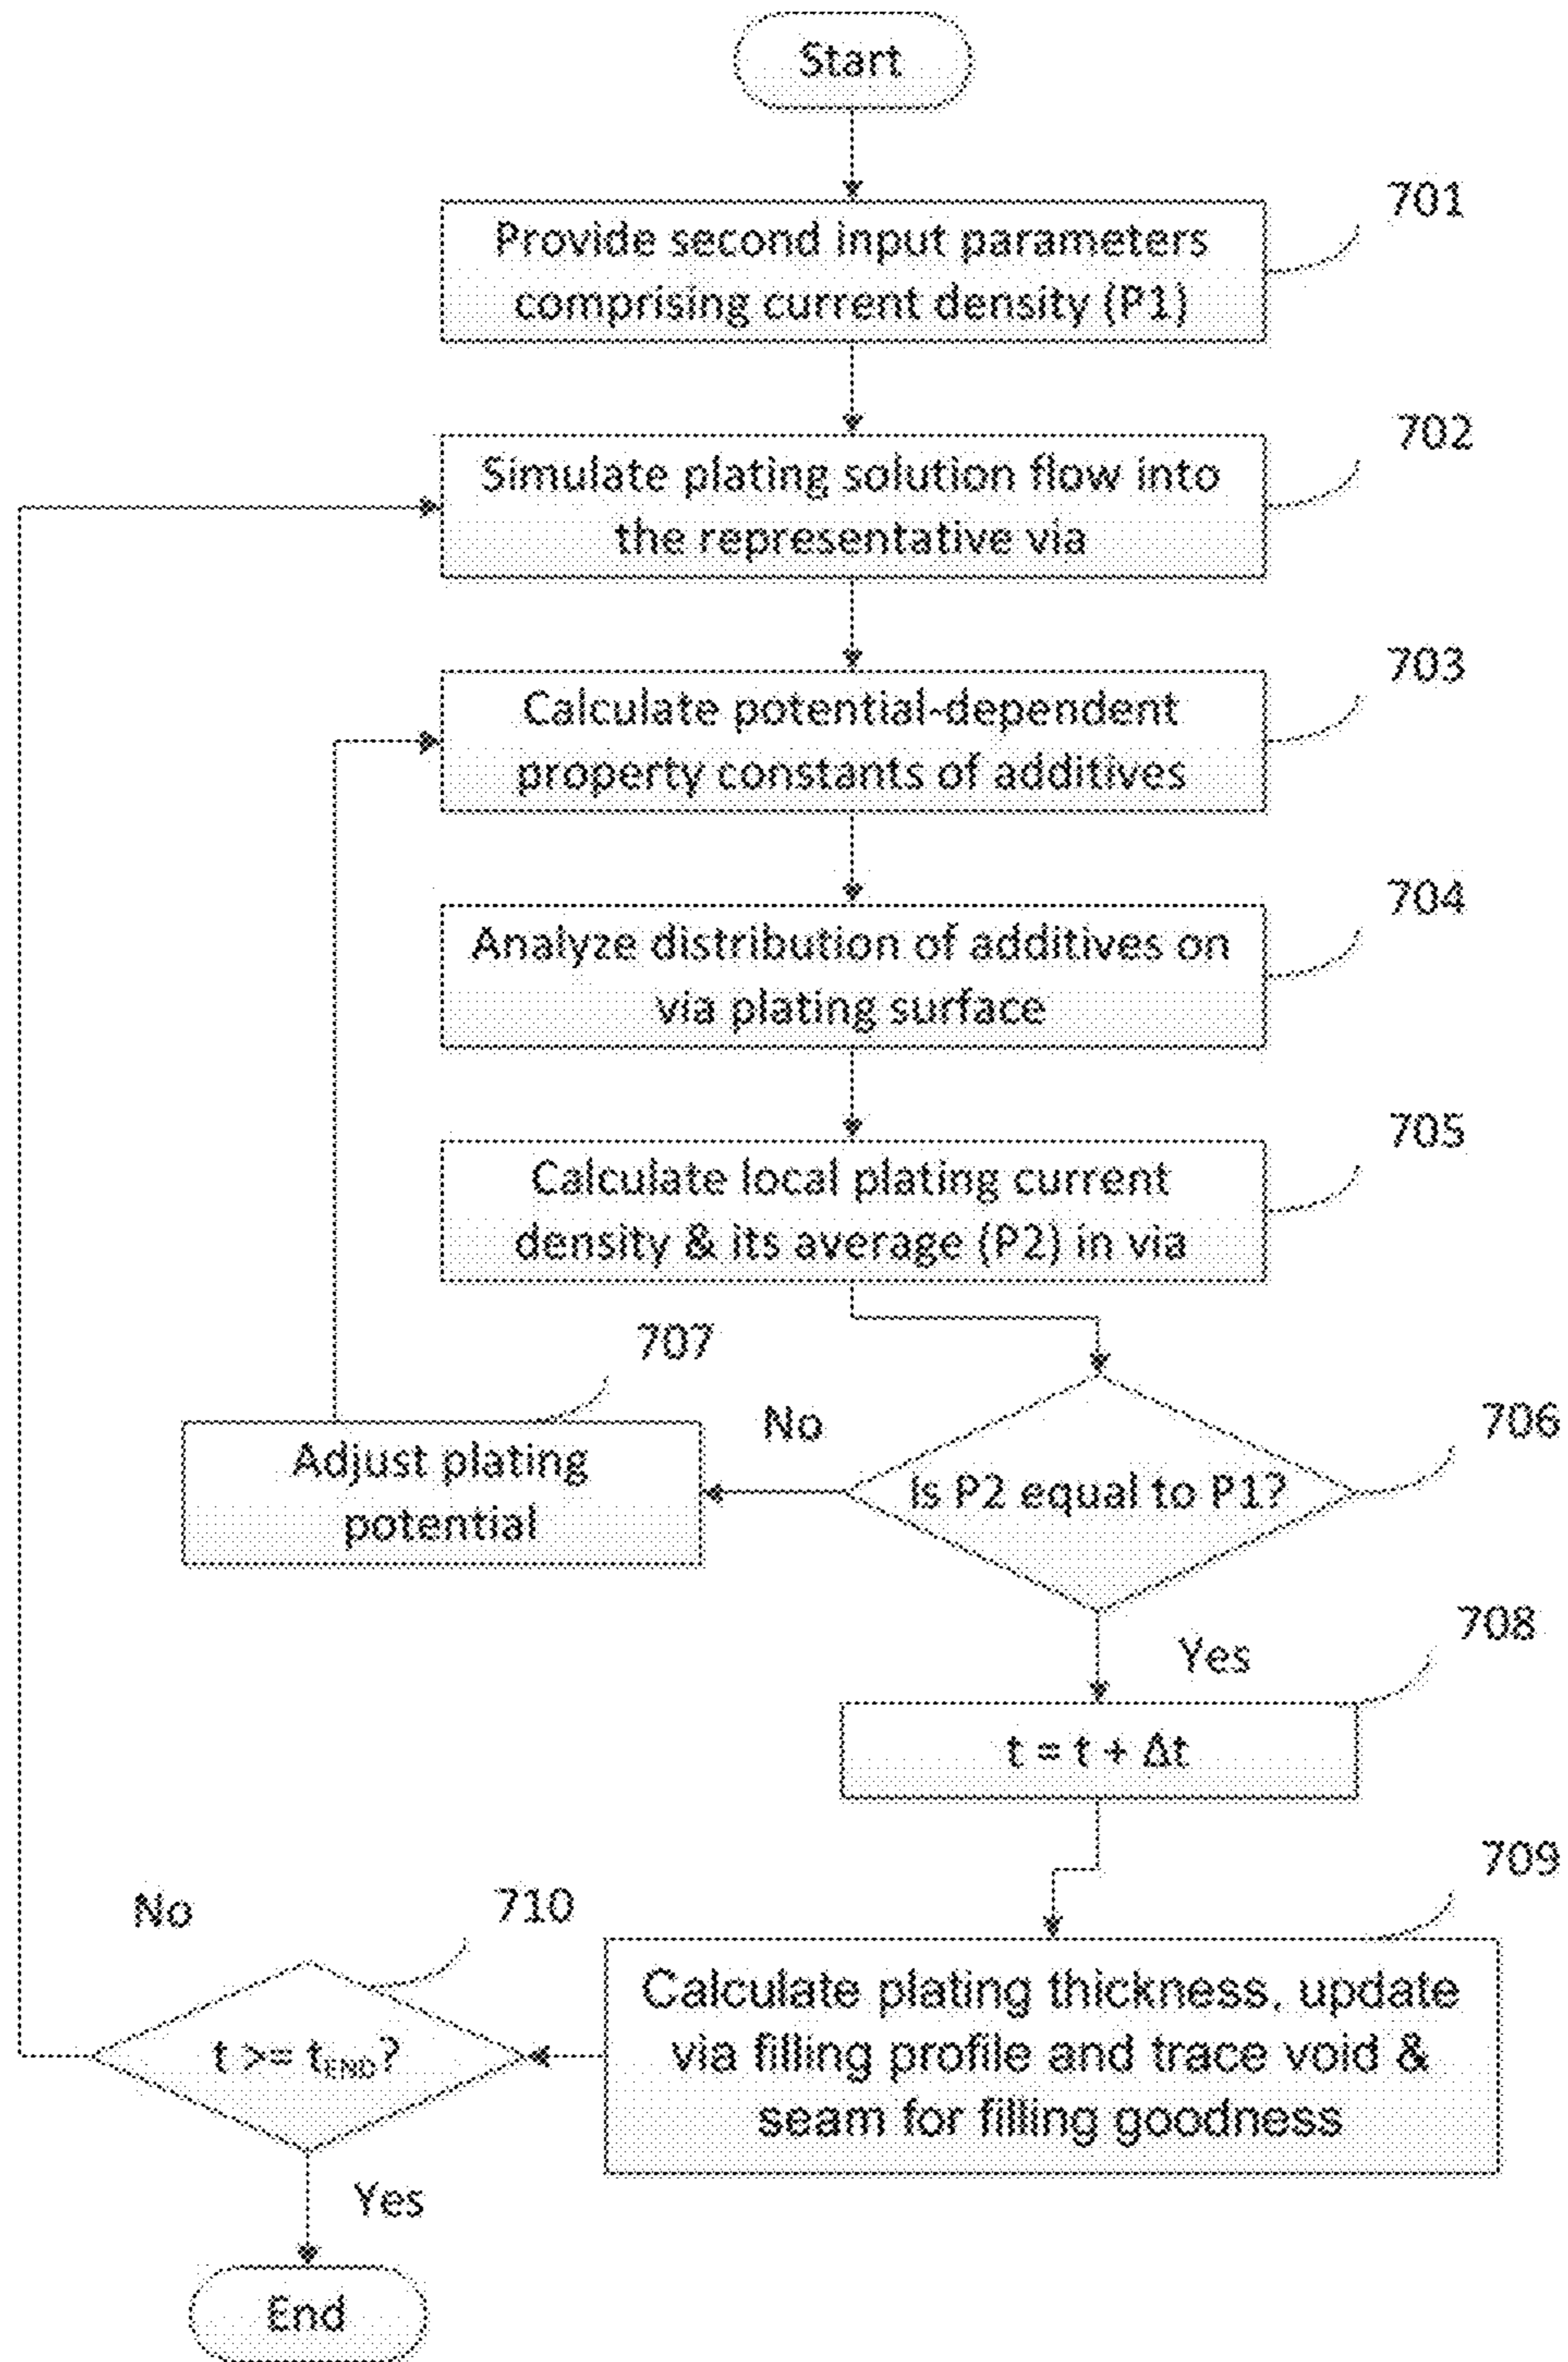 Start
701
Provide second input parameters
comprising current density (P1)
702
Simulate plating solution flow into
the representative via
703
Calculate potential-dependent
property constants of additives
704
Analyze distribution of additives on
via plating surface
705
Calculate local plating current
density & its average (P2) in via
707
706
No
Is P2 equal to P1?
Adjust plating
potential
Yes
708
t = t + Δt
709
No
710
Calculate plating thickness, update
via filling profile and trace void &
seam for filling goodness
t >= tEND?
Yes
End